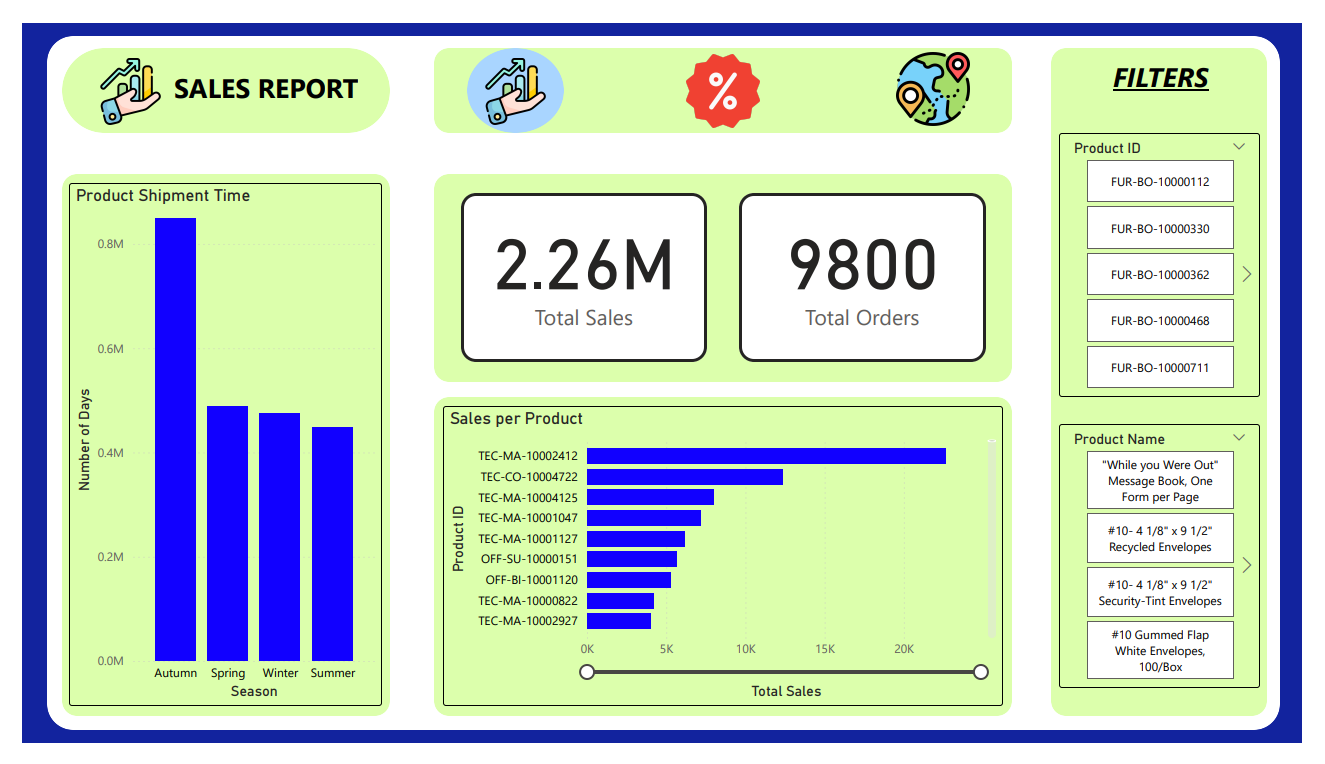 SALES REPORT
%
FILTERS
Product Shipment Time
Number of Days
0.8M
0.6M
0.4M
0.2M
0.0M
Autumn Spring Winter Summer
Season
2.26M
Total Sales
9800
Total Orders
Sales per Product
Product ID
TEC-MA-10002412
TEC-CO-10004722
TEC-MA-10004125
TEC-MA-10001047
TEC-MA-10001127
OFF-SU-10000151
OFF-BI-10001120
TEC-MA-10000822
TEC-MA-10002927
0K 5K 10K 15K 20K
Total Sales
Product ID
FUR-BO-10000112
FUR-BO-10000330
FUR-BO-10000362
FUR-BO-10000468
FUR-BO-10000711
Product Name
"While you Were Out"
Message Book, One
Form per Page
#10- 4 1/8" x 9 1/2"
Recycled Envelopes
#10- 4 1/8" x 9 1/2"
Security-Tint Envelopes
#10 Gummed Flap
White Envelopes,
100/Box